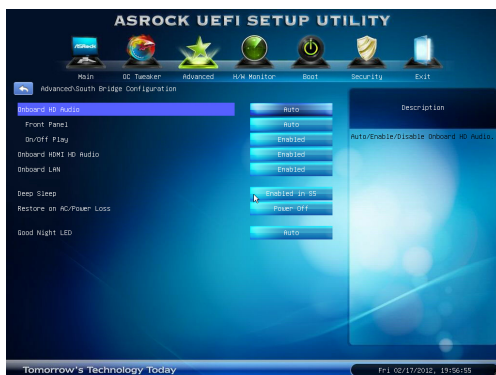 ASROCK UEFI SETUP UTILITY
ASRock
Main OC Tweaker Advanced H/W Monitor Boot Security Exit
Advanced\South Bridge Configuration
Description
Onboard HD Audio Auto
Front Panel Auto
On/Off Play Enabled
Auto/Enable/Disable Onboard HD Audio.
Onboard HDMI HD Audio Enabled
Onboard LAN Enabled
Deep Sleep Enabled in S5
Restore on AC/Power Loss Power Off
Good Night LED Auto
Tomorrow's Technology Today
Fri 02/17/2012, 19:56:55